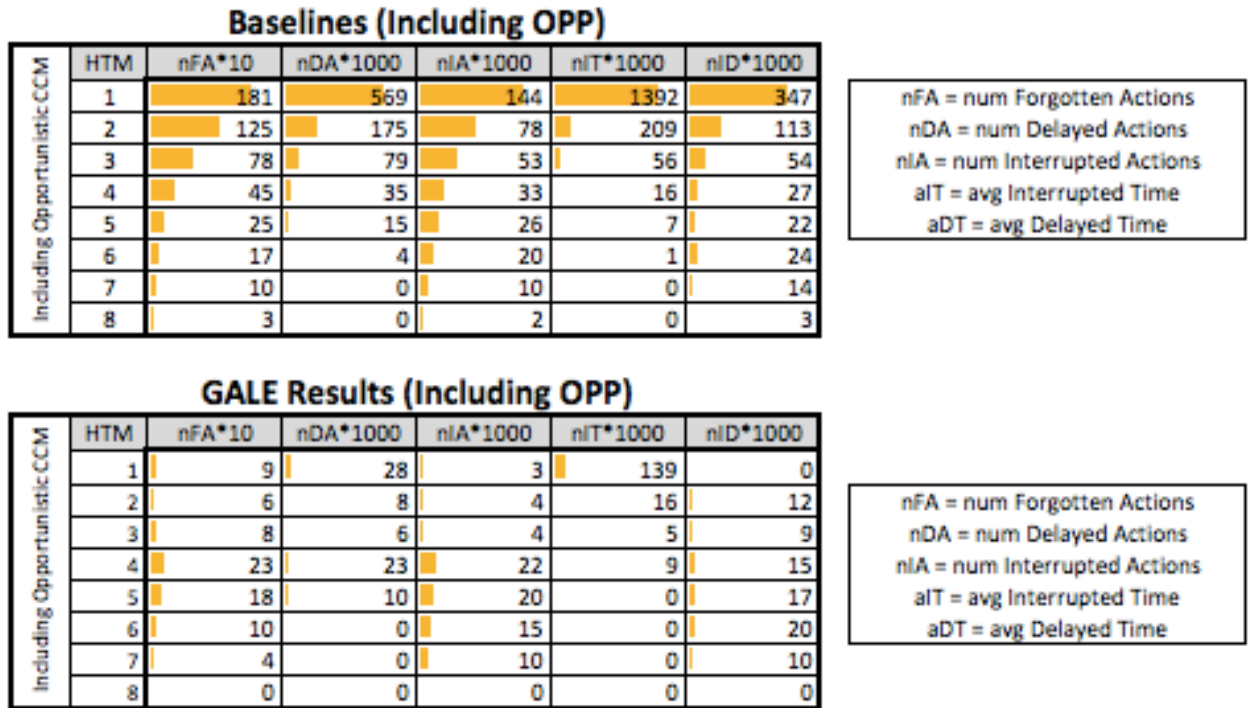 Baselines (Including OPP)
Including Opportunistic CCM
HTM nFA*10 nDA*1000 nIA*1000 nIT*1000 nID*1000
1 181 569 144 1392 347
2 125 175 78 209 113
3 78 79 53 56 54
4 45 35 33 16 27
5 25 15 26 7 22
6 17 4 20 1 24
7 10 0 10 0 14
8 3 0 2 0 3
nFA = num Forgotten Actions
nDA = num Delayed Actions
nIA = num Interrupted Actions
aIT = avg Interrupted Time
aDT = avg Delayed Time
GALE Results (Including OPP)
Including Opportunistic CCM
HTM nFA*10 nDA*1000 nIA*1000 nIT*1000 nID*1000
1 9 28 3 139 0
2 6 8 4 16 12
3 8 6 4 5 9
4 23 23 22 9 15
5 18 10 20 0 17
6 10 0 15 0 20
7 4 0 10 0 10
8 0 0 0 0 0
nFA = num Forgotten Actions
nDA = num Delayed Actions
nIA = num Interrupted Actions
aIT = avg Interrupted Time
aDT = avg Delayed Time